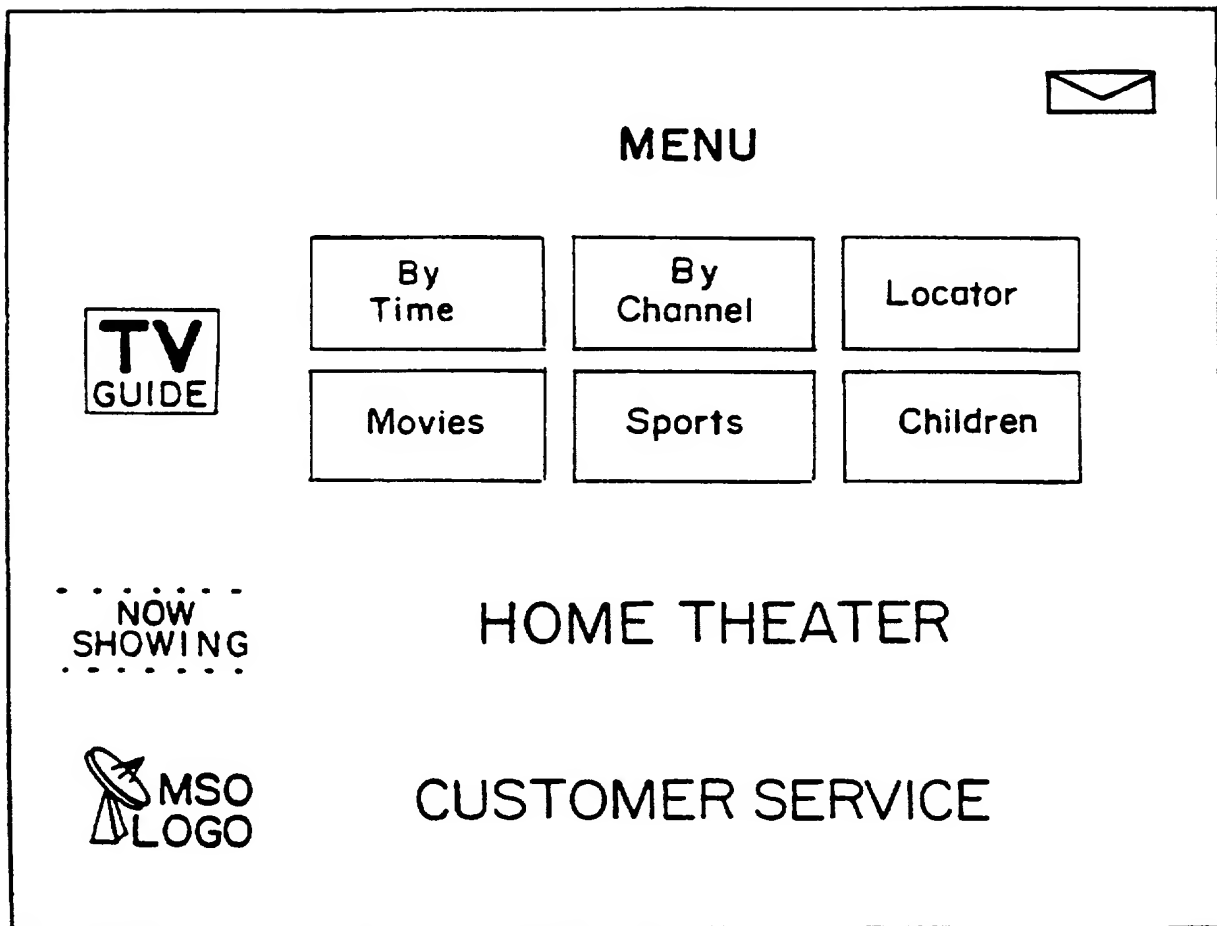 MENU
By
Time
By
Channel
Locator
TV
GUIDE
Movies
Sports
Children
NOW
SHOWING
HOME THEATER
MSO
LOGO
CUSTOMER SERVICE